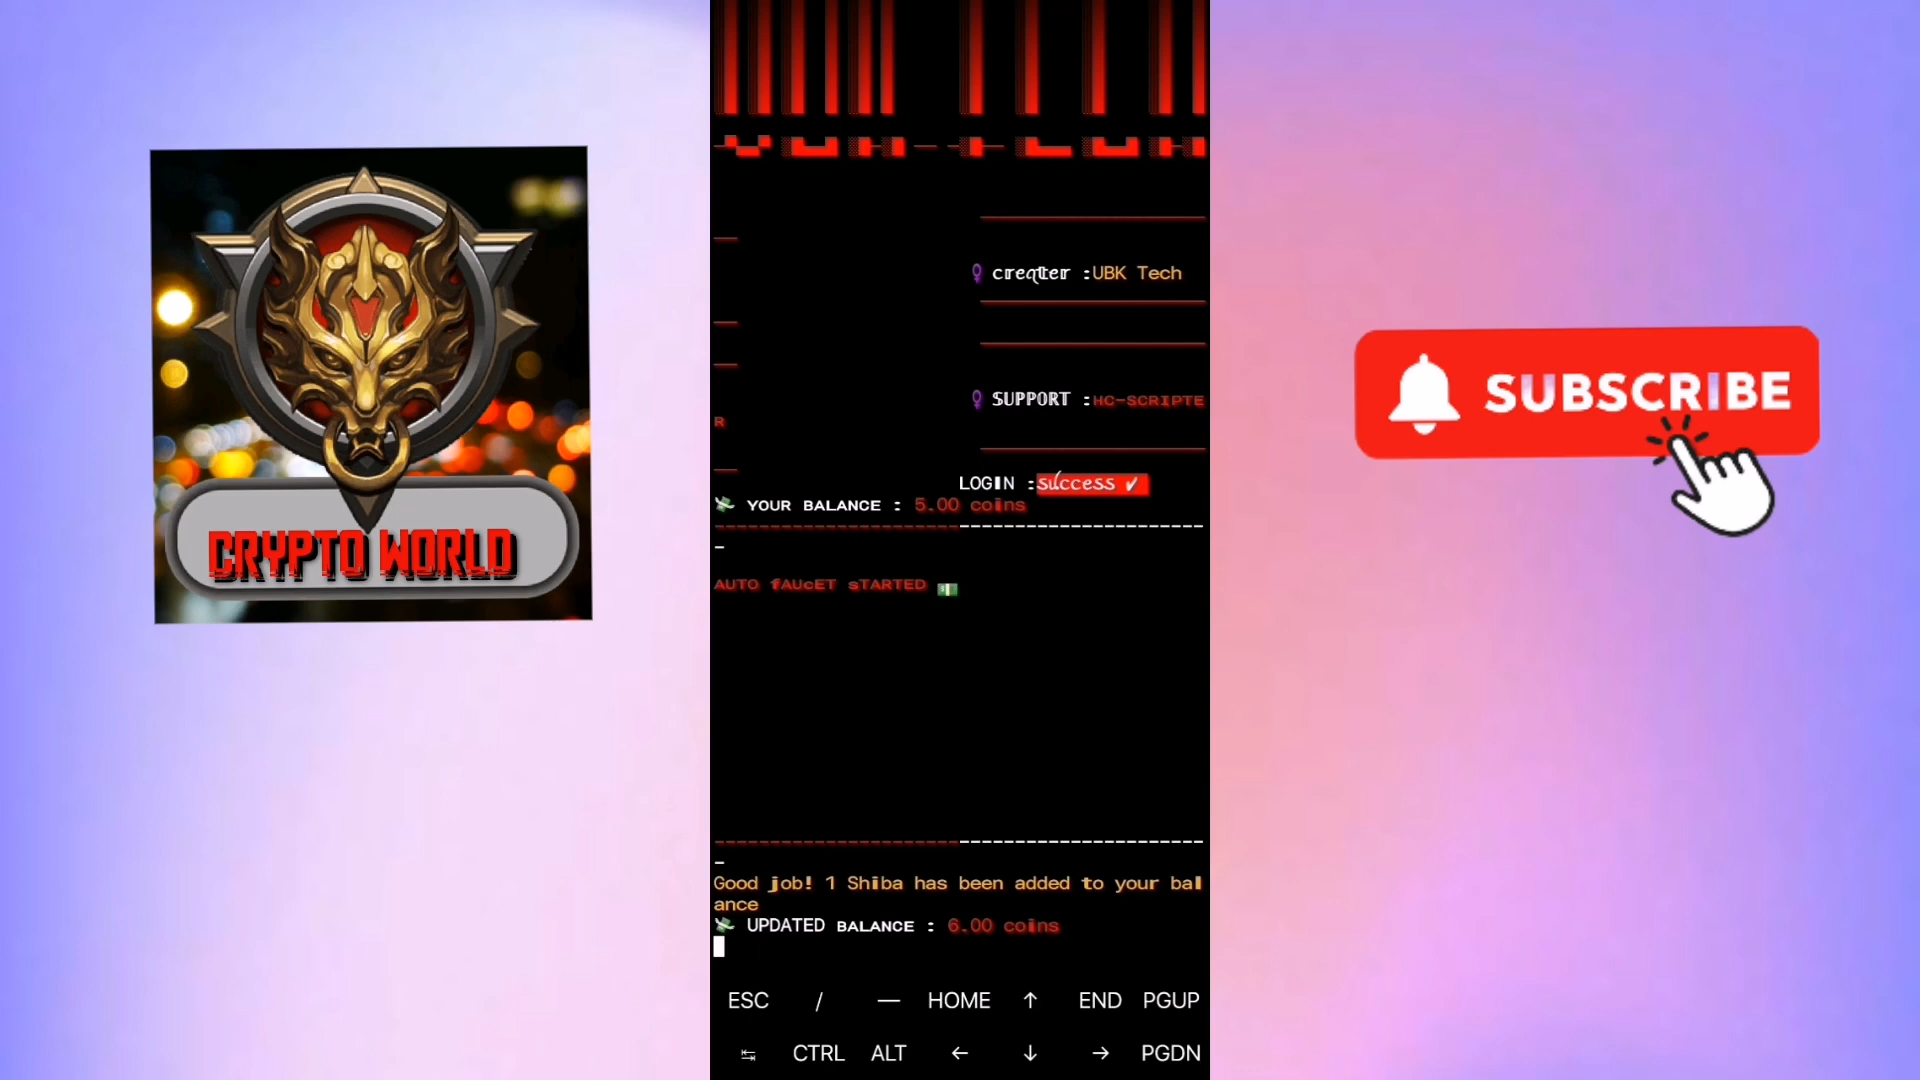 CRYPTO WORLD
creater :UBK Tech
SUPPORT :HC-SCRIPTE
R
LOGIN :success ✓
YOUR BALANCE : 5.00 coins
AUTO fAUcET sTARTED
Good job! 1 Shiba has been added to your bal
ance
UPDATED BALANCE : 6.00 coins
ESC / — HOME ↑ END PGUP
↹ CTRL ALT ← ↓ → PGDN
SUBSCRIBE